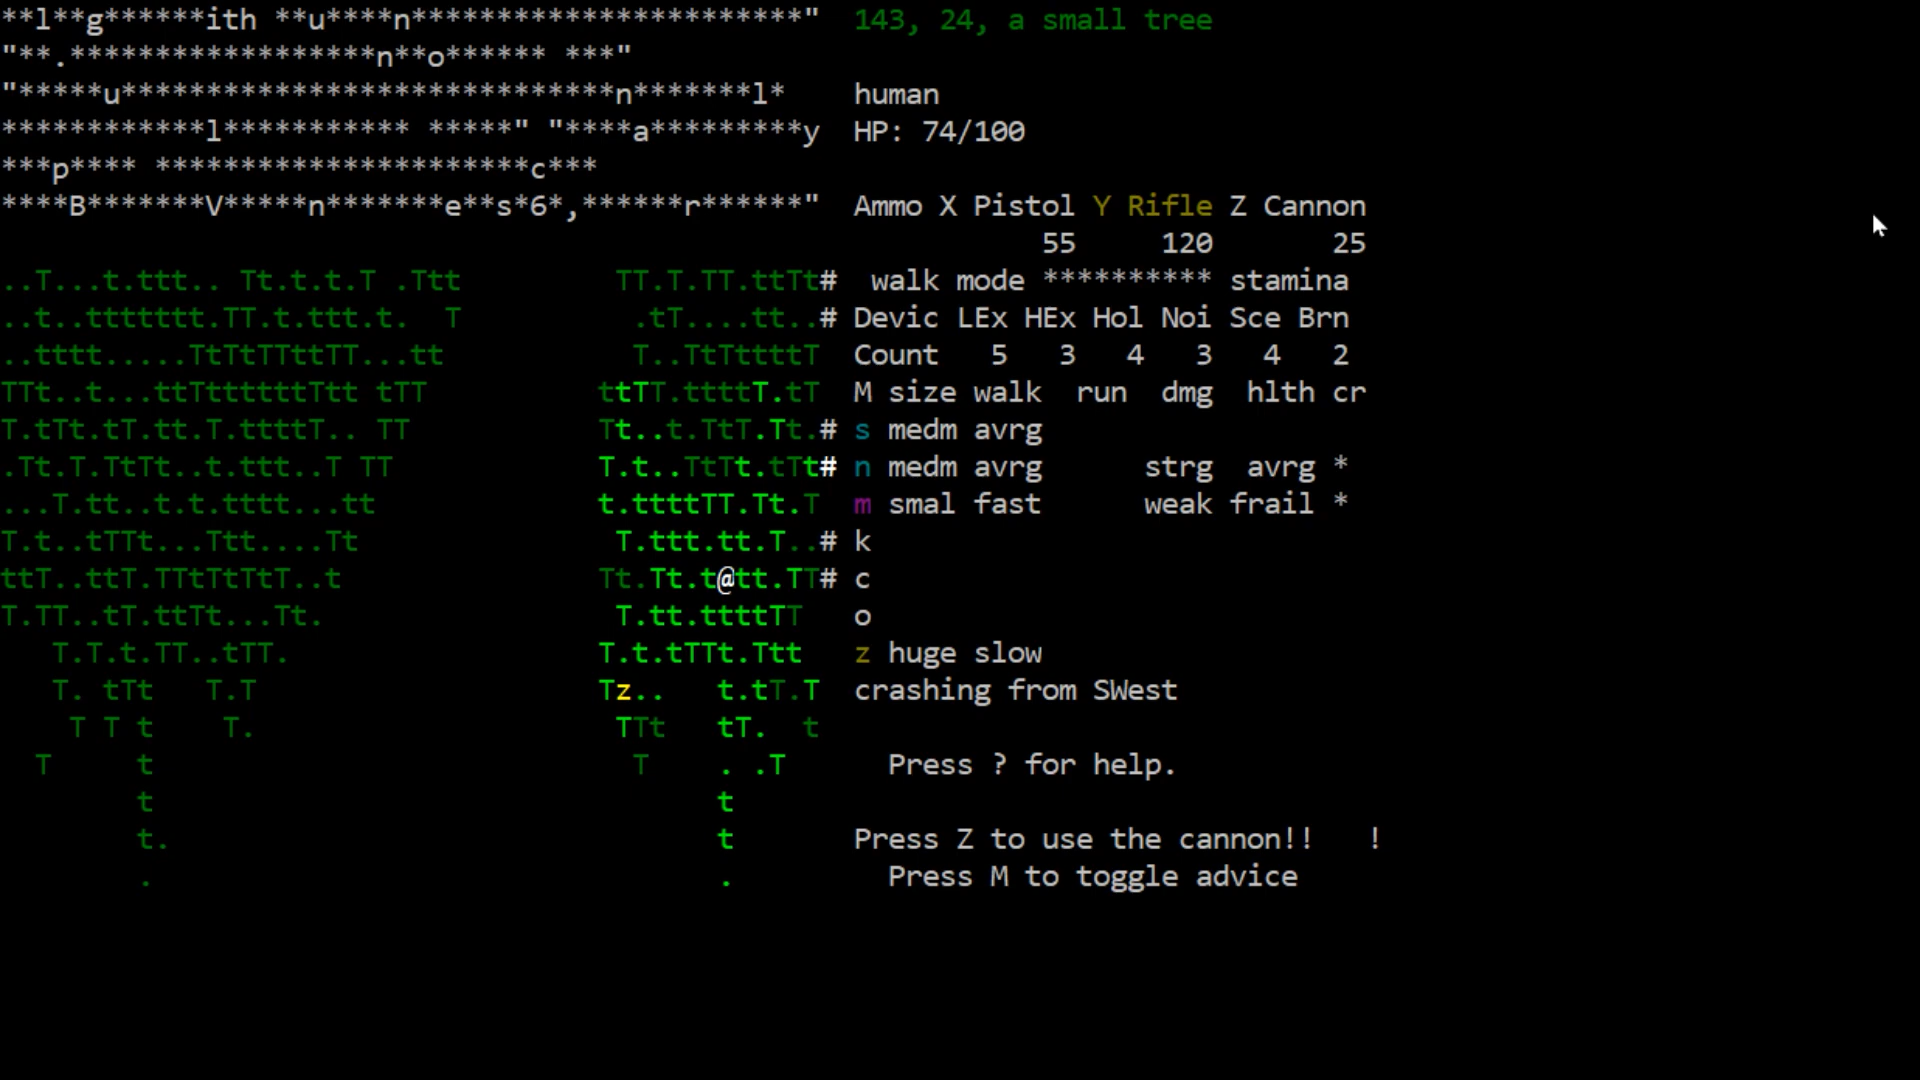 **l**g******ith **u****n***********************" 143, 24, a small tree
"**.******************n**o****** ***"
"*****u*****************************n*******l* human
************l*********** *****" "****a*********y HP: 74/100
***p**** **********************c***
****B*******V*****n*******e**s*6*,******r******" Ammo X Pistol Y Rifle Z Cannon
55 120 25
..T...t.ttt.. Tt.t.t.T .Ttt TT.T.TT.ttTt# walk mode ********** stamina
..t..ttttttt.TT.t.ttt.t. T .tT....tt..# Devic LEx HEx Hol Noi Sce Brn
..tttt.....TtTtTTttTT...tt T..TtTttttT Count 5 3 4 3 4 2
TTt..t...ttTttttttTtt tTT ttTT.ttttT.tT M size walk run dmg hlth cr
T.tTt.tT.tt.T.ttttT.. TT Tt..t.TtT.Tt.# s medm avrg
.Tt.T.TtTt..t.ttt..T TT T.t..TtTt.tTt# n medm avrg strg avrg *
...T.tt..t.t.tttt...tt t.ttttTT.Tt.T m smal fast weak frail *
T.t..tTTt...Ttt....Tt T.ttt.tt.T..# k
ttT..ttT.TTtTtTtT..t Tt.Tt.t@tt.TT# c
T.TT..tT.ttTt...Tt. T.tt.ttttTT o
T.T.t.TT..tTT. T.t.tTTt.Ttt z huge slow
T. tTt T.T Tz.. t.tT.T crashing from SWest
T T t T. TTt tT. t
T t T . .T Press ? for help.
t t
t. t Press Z to use the cannon!! !
. . Press M to toggle advice